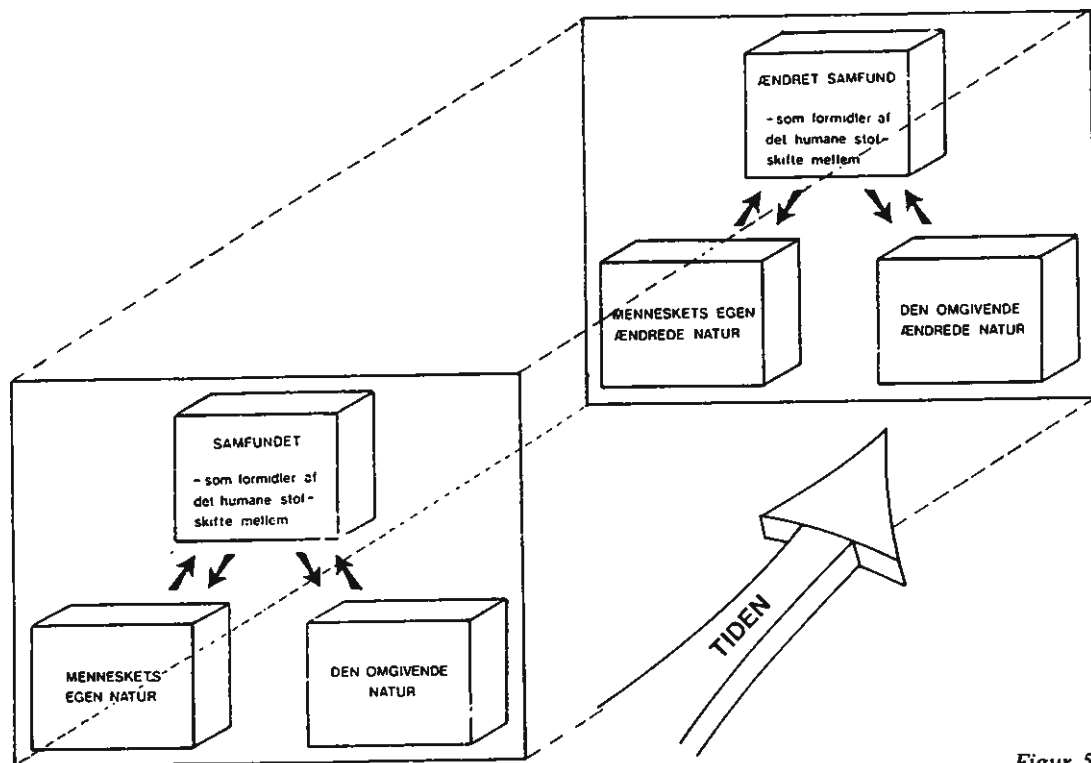 ÆNDRET SAMFUND
- som formidler af
det humane stof-
skifte mellem
MENNESKETS EGEN
ÆNDREDE NATUR
DEN OMGIVENDE
ÆNDREDE NATUR
SAMFUNDET
- som formidler af
det humane stof-
skifte mellem
MENNESKETS
EGEN NATUR
DEN OMGIVENDE
NATUR
TIDEN
Figur